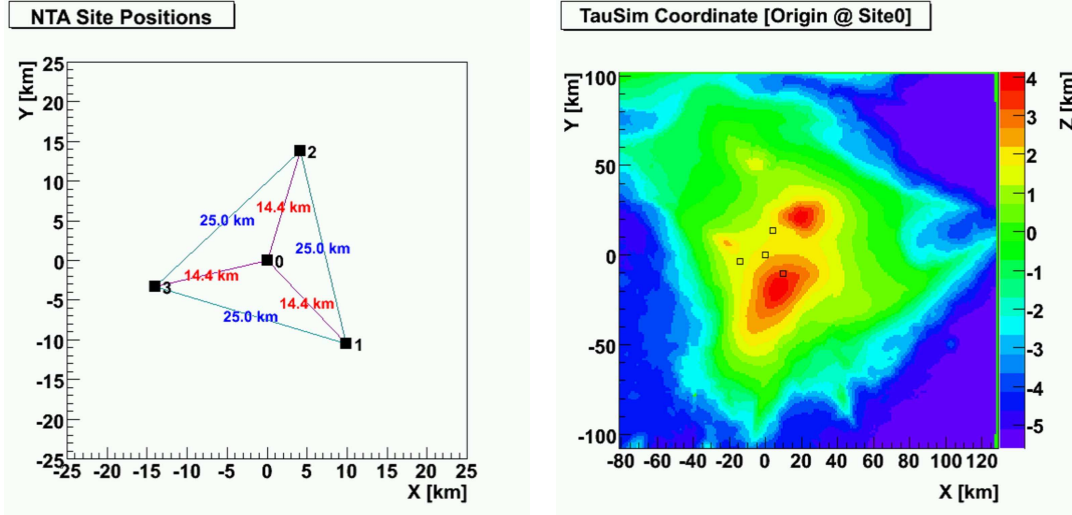 NTA Site Positions
Y [km]
25
20
15
10
5
0
-5
-10
-15
-20
-25
-25 -20 -15 -10 -5 0 5 10 15 20 25
X [km]
2
14.4 km
25.0 km
25.0 km
0
14.4 km
3
14.4 km
25.0 km
1
TauSim Coordinate [Origin @ Site0]
Y [km]
100
50
0
-50
-100
-80 -60 -40 -20 0 20 40 60 80 100 120
X [km]
4
3
2
1
0
-1
-2
-3
-4
-5
Z [km]